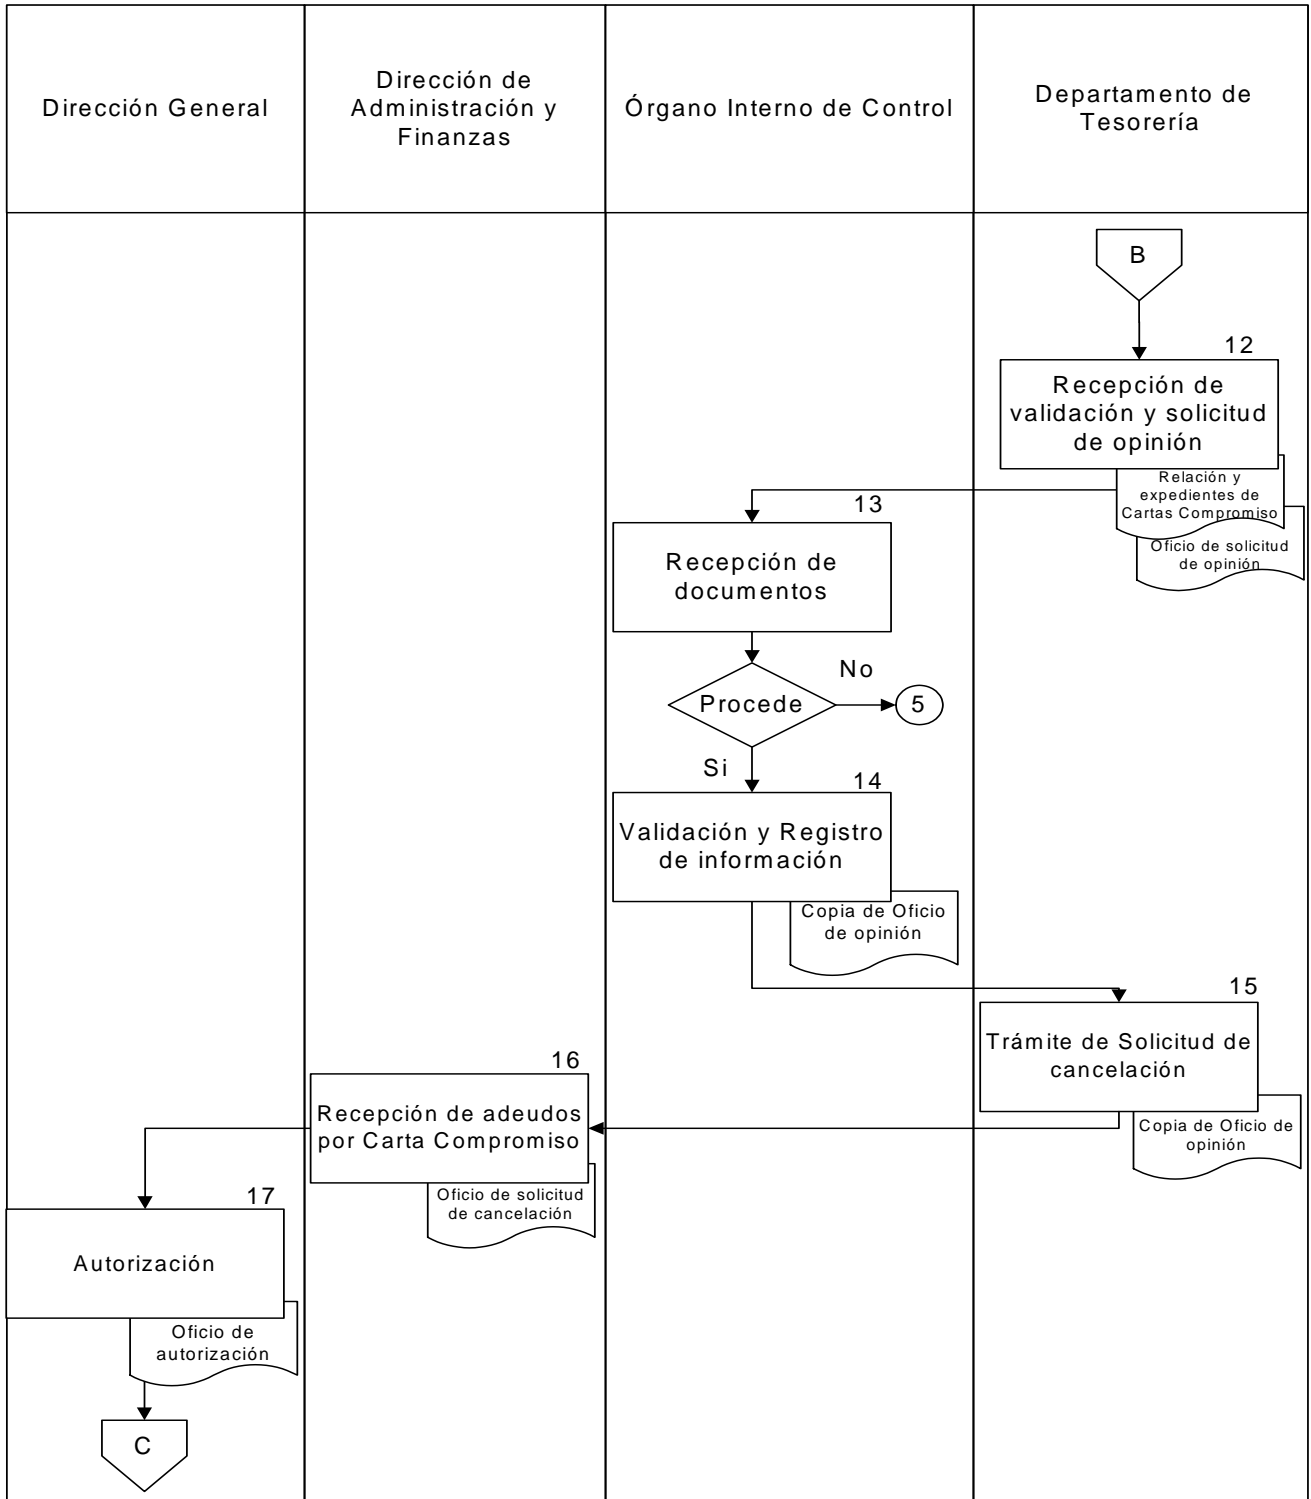 Dirección General
Dirección de
Administración y
Finanzas
Órgano Interno de Control
Departamento de
Tesorería
B
12
Recepción de
validación y solicitud
de opinión
Relación y
expedientes de
Cartas Compromiso
Oficio de solicitud
de opinión
13
Recepción de
documentos
Procede
No
5
Si
14
Validación y Registro
de información
Copia de Oficio
de opinión
15
Trámite de Solicitud de
cancelación
Copia de Oficio de
opinión
16
Recepción de adeudos
por Carta Compromiso
Oficio de solicitud
de cancelación
17
Autorización
Oficio de
autorización
C